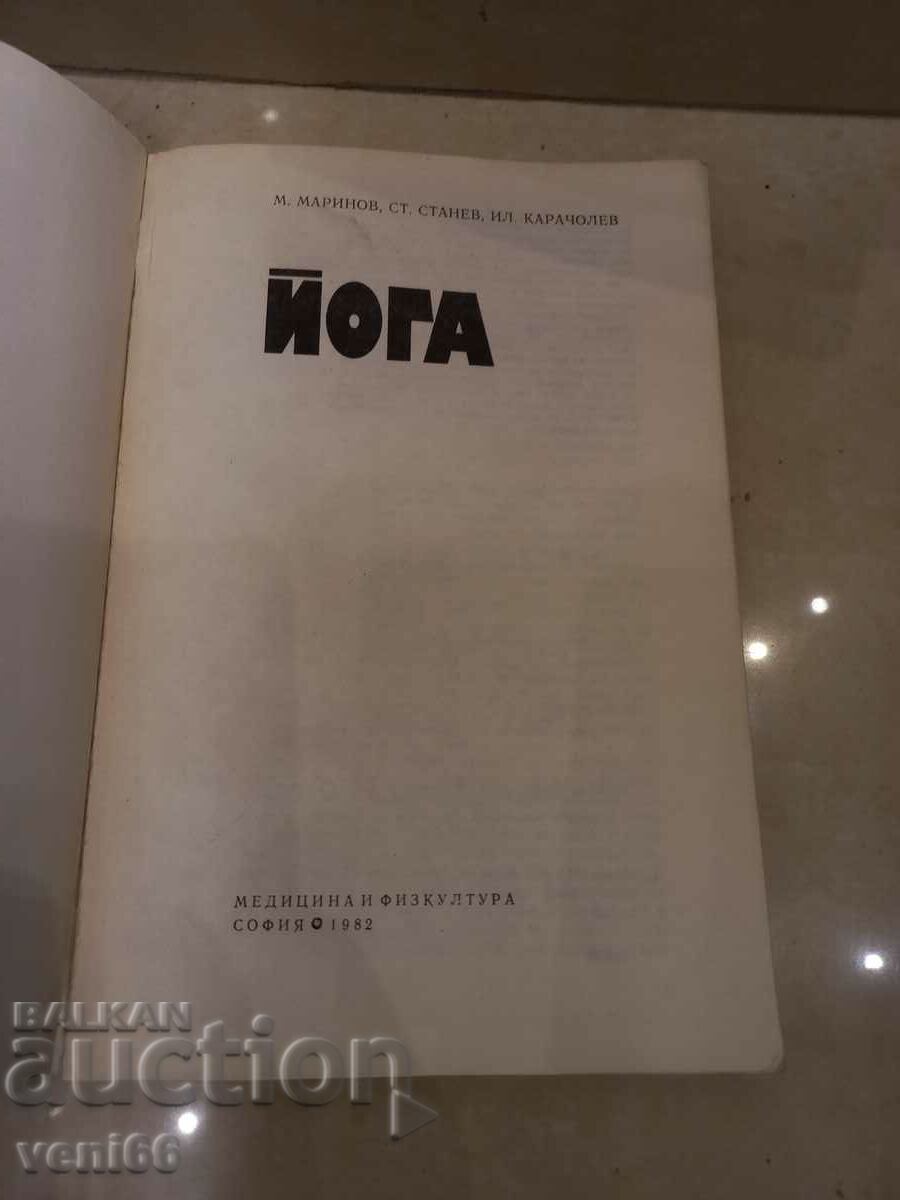 М. МАРИНОВ, СТ. СТАНЕВ, ИЛ. КАРАЧОЛЕВ
ЙОГА
МЕДИЦИНА И ФИЗКУЛТУРА
СОФИЯ 1982
BALKAN
auction
veni66